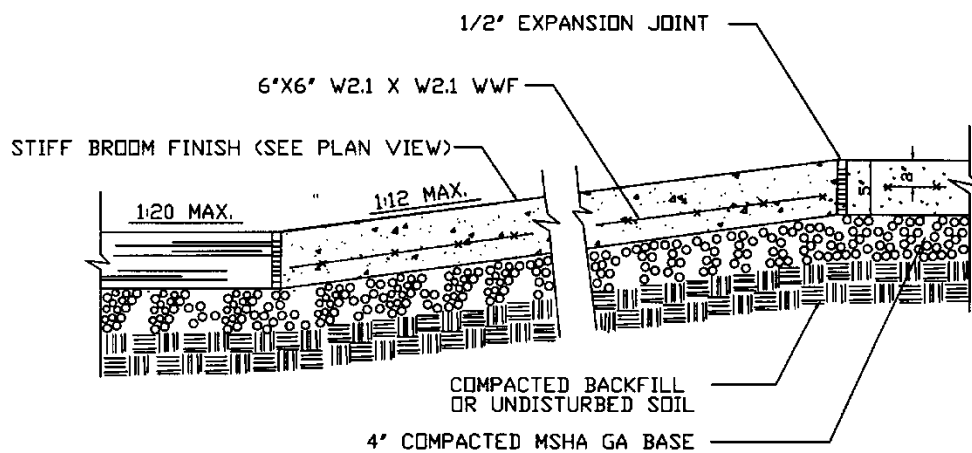 1/2" EXPANSION JOINT
6"X6" W2.1 X W2.1 WWF
STIFF BROOM FINISH (SEE PLAN VIEW)
1:20 MAX.
1:12 MAX.
5"
2"
COMPACTED BACKFILL
OR UNDISTURBED SOIL
4" COMPACTED MSHA GA BASE